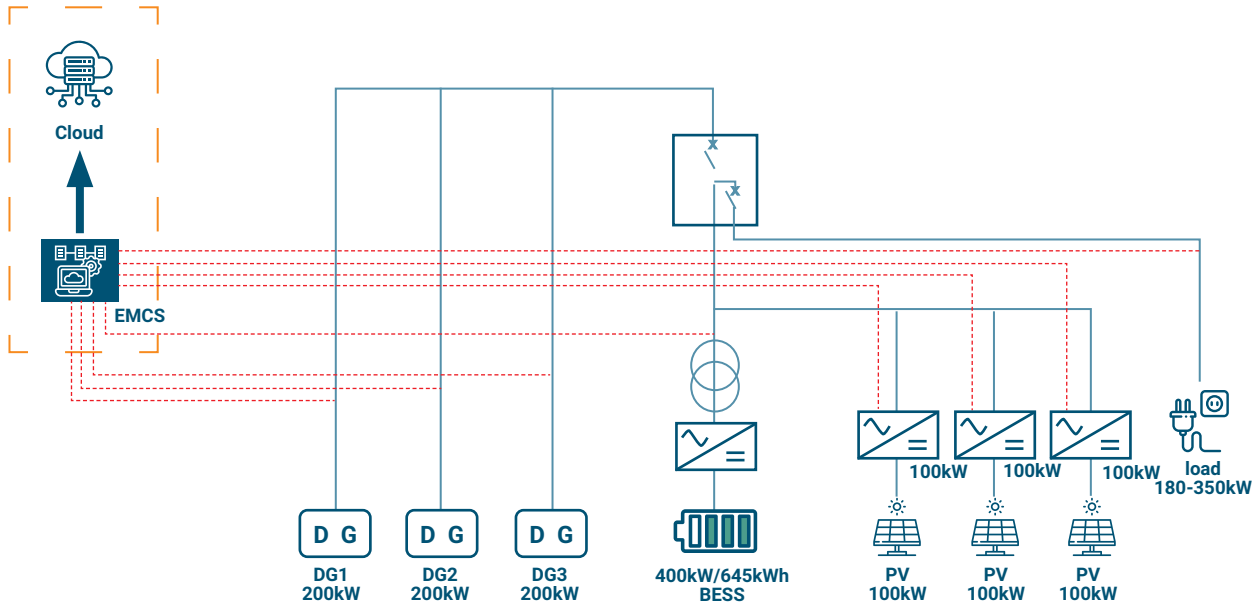 Cloud
EMCS
D G
D G
D G
DG1
200kW
DG2
200kW
DG3
200kW
400kW/645kWh
BESS
100kW
100kW
100kW
PV
100kW
PV
100kW
PV
100kW
load
180-350kW